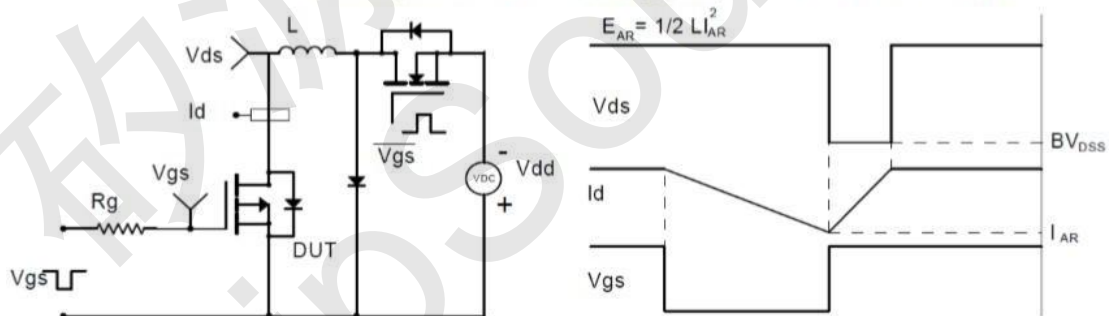 L
Vds
Id
Vgs
Vgs
Rg
DUT
Vgs
-
VDC
Vdd
+
E_AR = 1/2 LI_AR^2
Vds
BV_DSS
Id
I_AR
Vgs